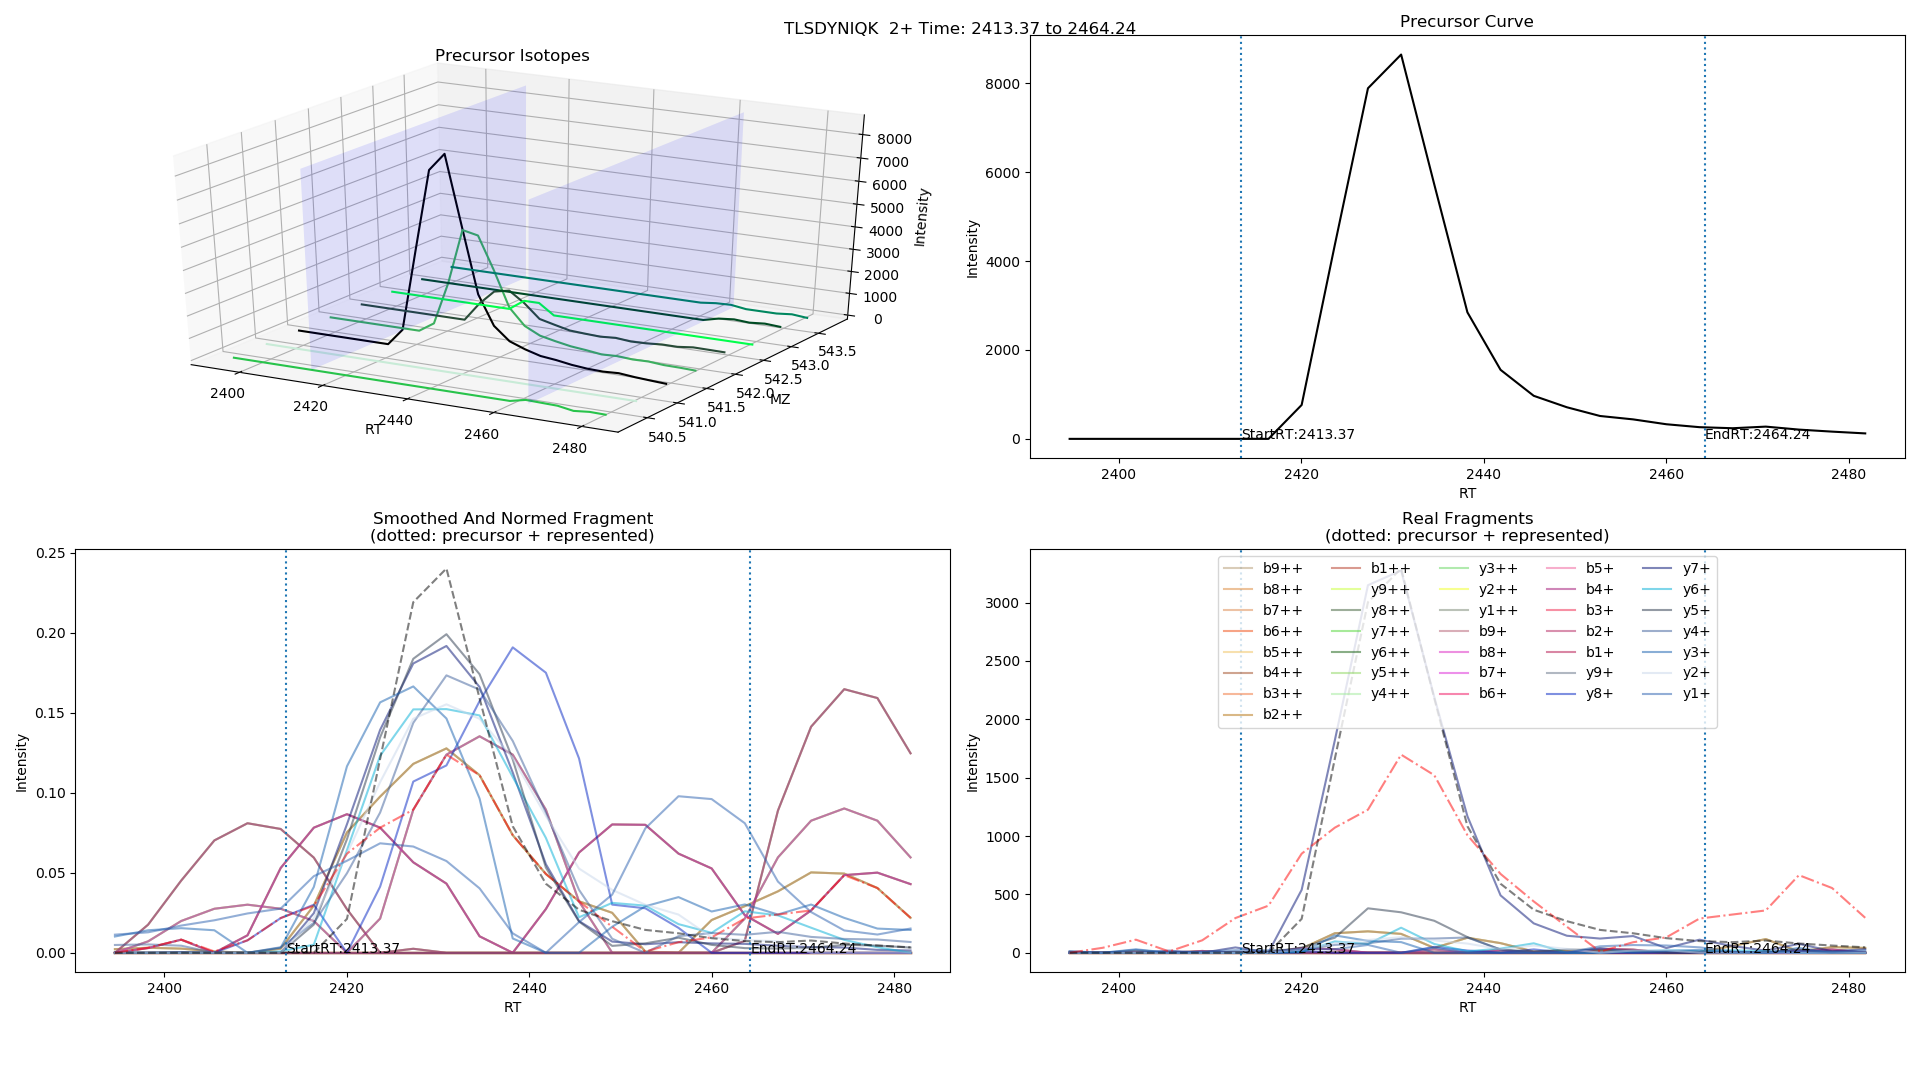 TLSDYNIQK  2+ Time: 2413.37 to 2464.24
Precursor Isotopes
8000
7000
6000
5000
4000
3000
2000
1000
0
Intensity
543.5
543.0
542.5
542.0
541.5
541.0
540.5
MZ
2400
2420
2440
2460
2480
RT
Precursor Curve
8000
6000
4000
2000
0
Intensity
StartRT:2413.37
EndRT:2464.24
2400
2420
2440
2460
2480
RT
Smoothed And Normed Fragment
(dotted: precursor + represented)
0.25
0.20
0.15
0.10
0.05
0.00
Intensity
StartRT:2413.37
EndRT:2464.24
2400
2420
2440
2460
2480
RT
Real Fragments
(dotted: precursor + represented)
3000
2500
2000
1500
1000
500
0
Intensity
b9++
b8++
b7++
b6++
b5++
b4++
b3++
b2++
b1++
y9++
y8++
y7++
y6++
y5++
y4++
y3++
y2++
y1++
b9+
b8+
b7+
b6+
b5+
b4+
b3+
b2+
b1+
y9+
y8+
y7+
y6+
y5+
y4+
y3+
y2+
y1+
StartRT:2413.37
EndRT:2464.24
2400
2420
2440
2460
2480
RT